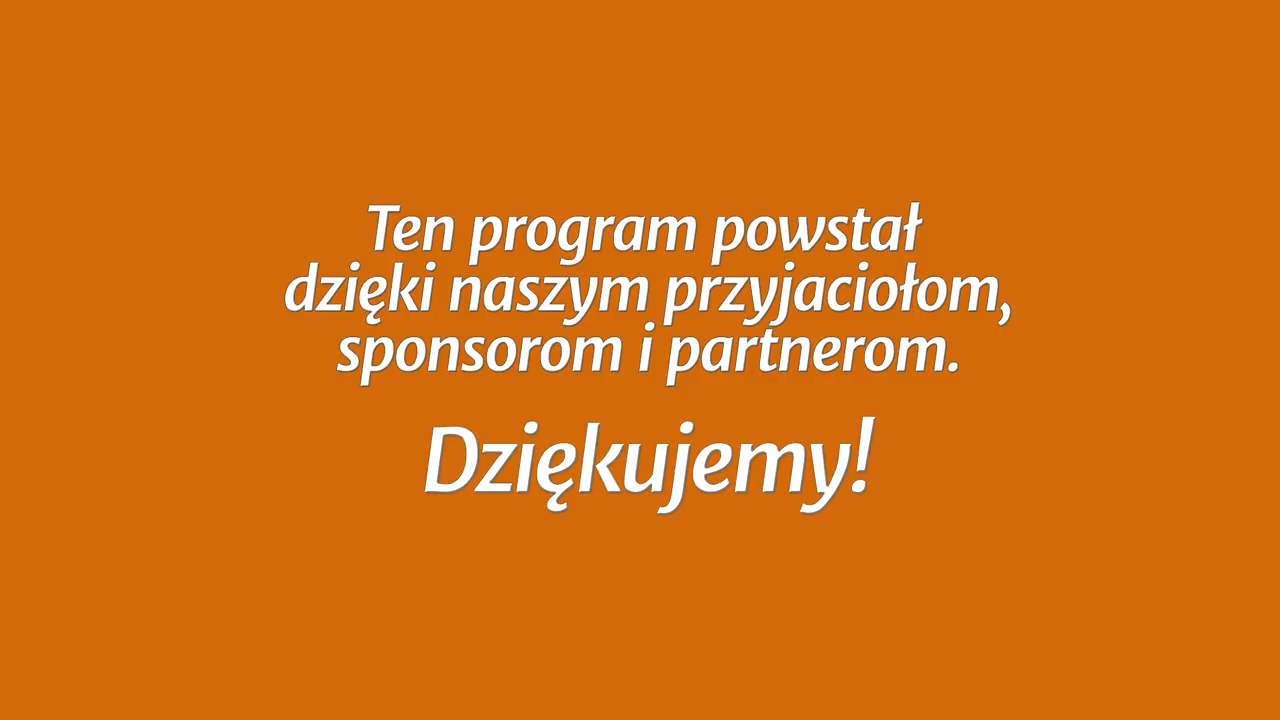 Ten program powstał
dzięki naszym przyjaciołom,
sponsorom i partnerom.
Dziękujemy!